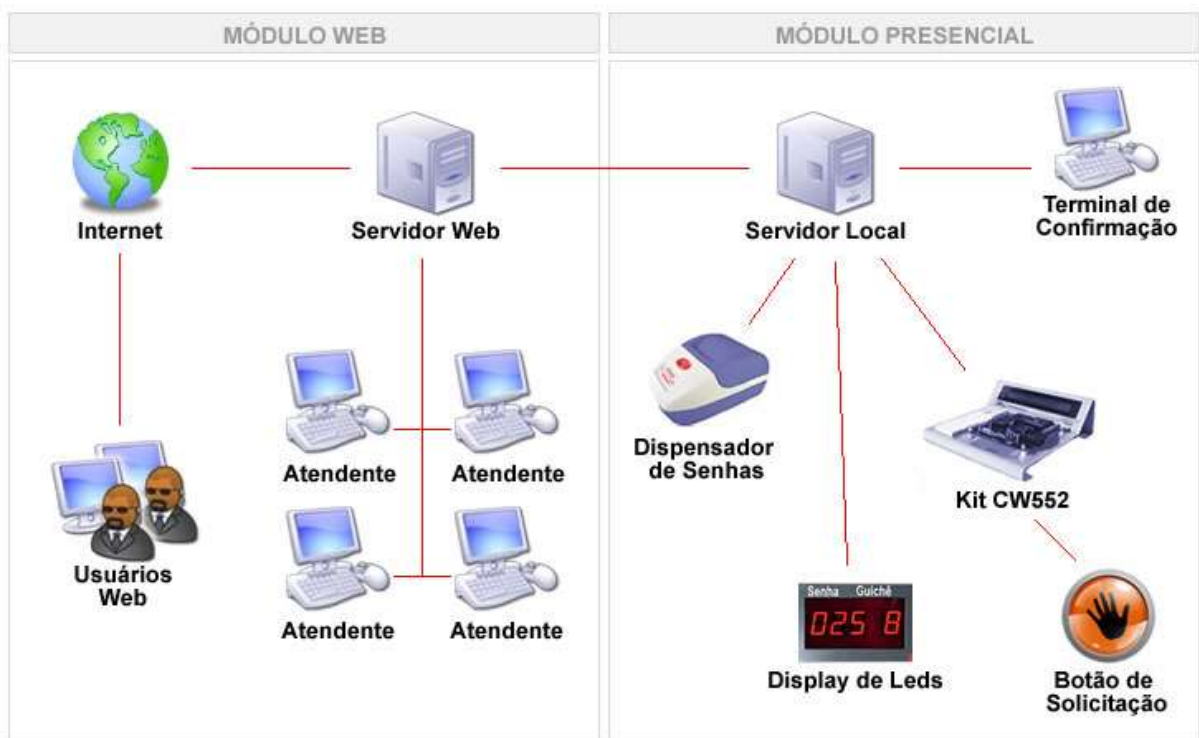 MÓDULO WEB
MÓDULO PRESENCIAL
Internet
Servidor Web
Servidor Local
Terminal de
Confirmação
Atendente
Atendente
Dispensador
de Senhas
Kit CW552
Usuários
Web
Atendente
Atendente
Senha Guichê
025 8
Display de Leds
Botão de
Solicitação